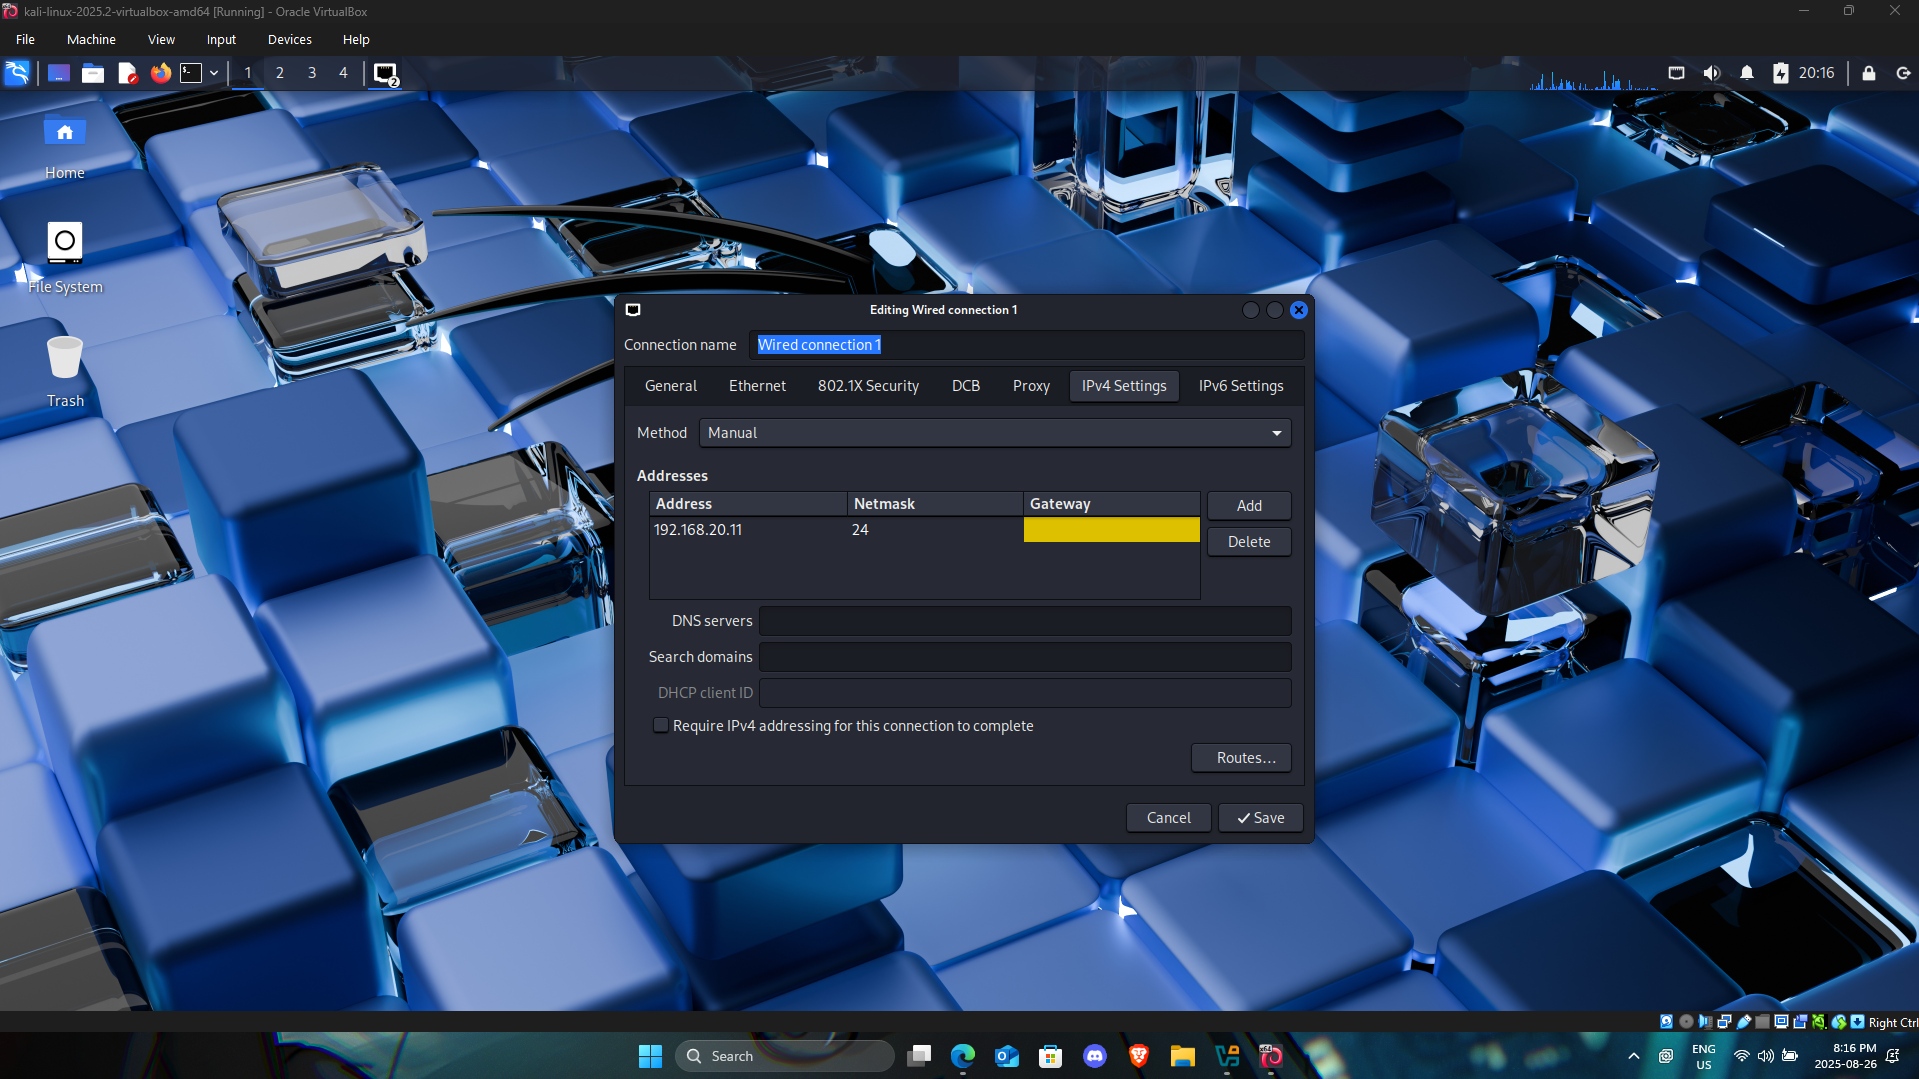 kali-linux-2025.2-virtualbox-amd64 [Running] - Oracle VirtualBox
File Machine View Input Devices Help
1 2 3 4 2 20:16
Home
File System
Trash
Editing Wired connection 1
Connection name Wired connection 1
General Ethernet 802.1X Security DCB Proxy IPv4 Settings IPv6 Settings
Method Manual
Addresses
Address Netmask Gateway Add
192.168.20.11 24
Delete
DNS servers
Search domains
DHCP client ID
Require IPv4 addressing for this connection to complete
Routes...
Cancel Save
Right Ctrl
Search
ENG
US
8:16 PM
2025-08-26